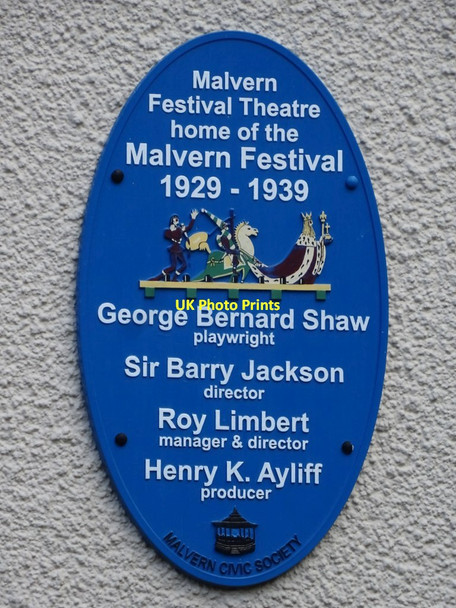 Malvern
Festival Theatre
home of the
Malvern Festival
1929 - 1939
UK Photo Prints
George Bernard Shaw
playwright
Sir Barry Jackson
director
Roy Limbert
manager & director
Henry K. Ayliff
producer
MALVERN CIVIC SOCIETY